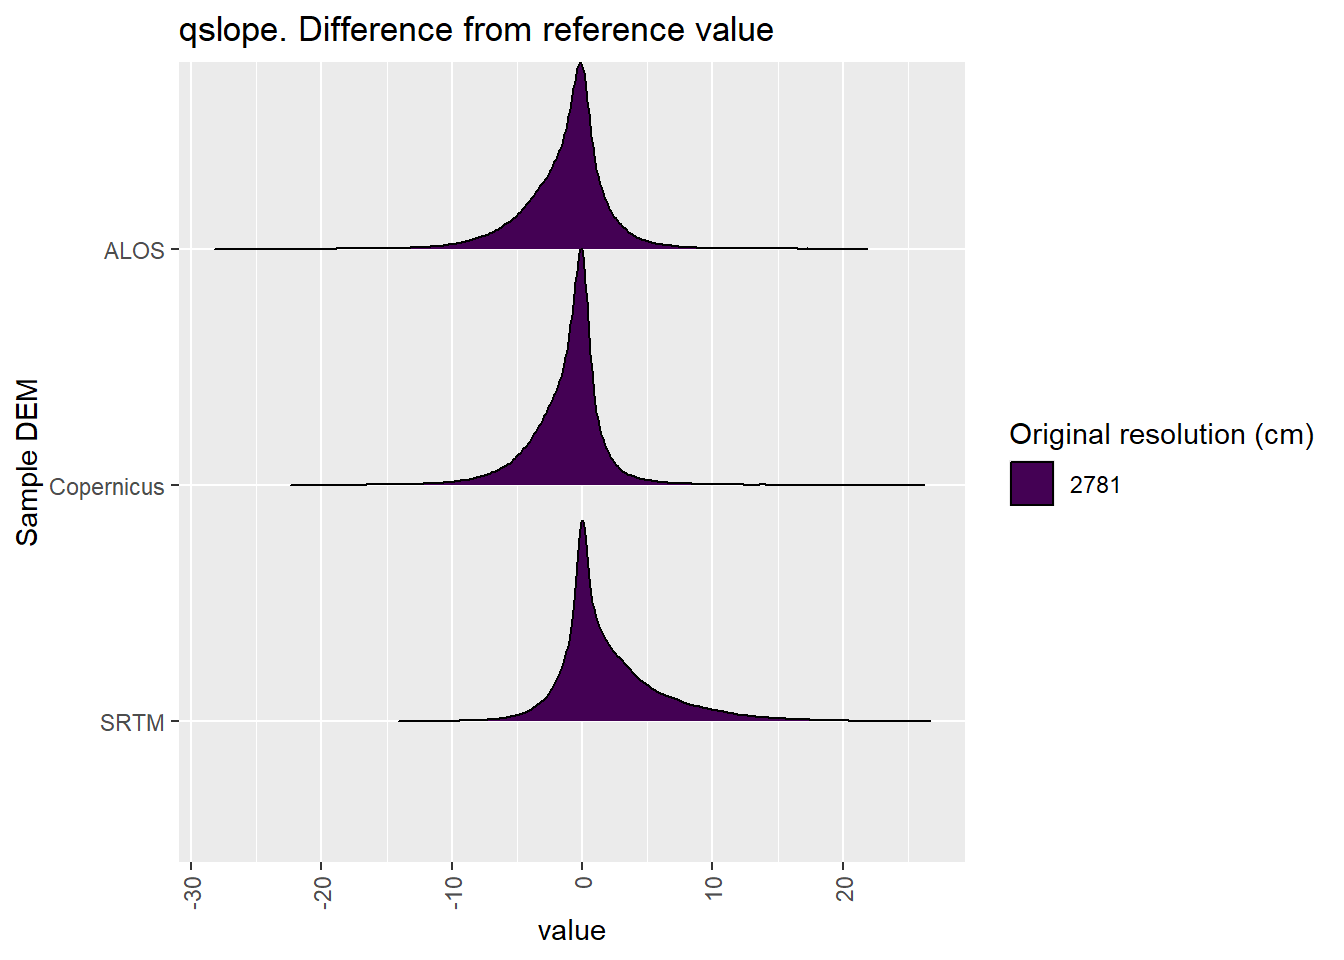 qslope. Difference from reference value
ALOS
Copernicus
SRTM
Sample DEM
-30
-20
-10
0
10
20
value
Original resolution (cm)
2781